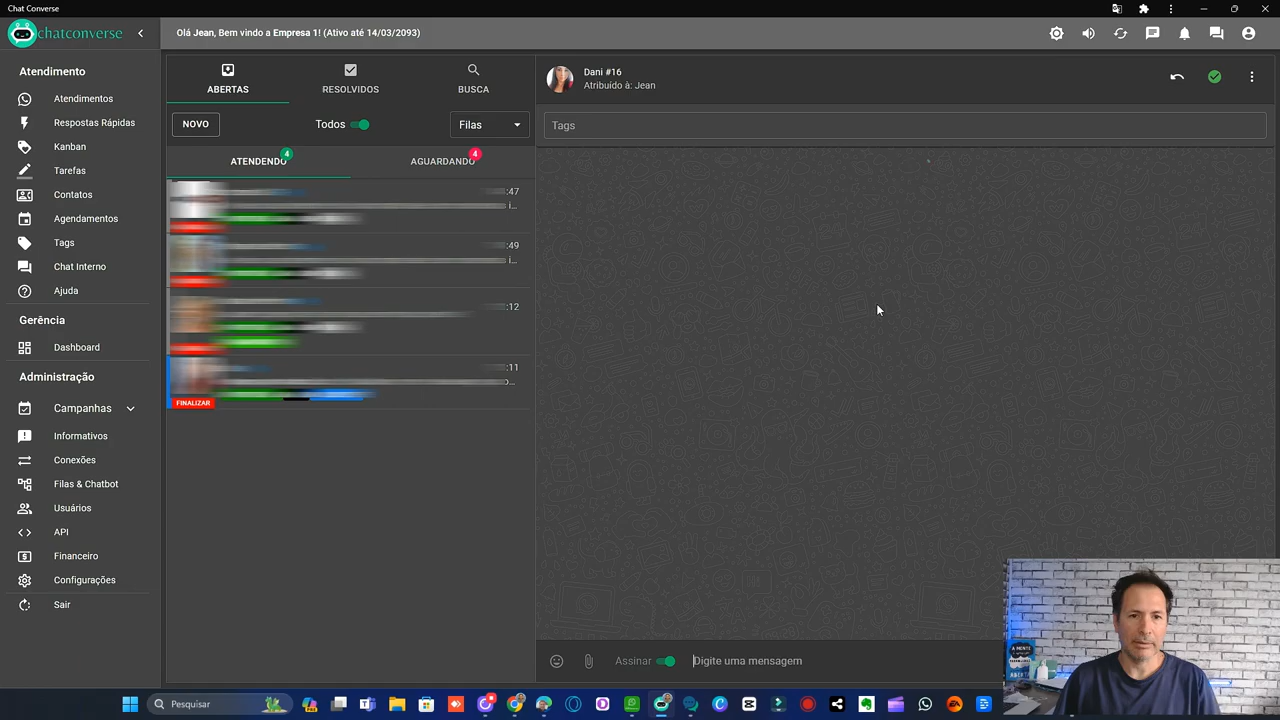 Chat Converse
chatconverse
Olá Jean, Bem vindo a Empresa 1! (Ativo até 14/03/2093)
Atendimento
Atendimentos
Respostas Rápidas
Kanban
Tarefas
Contatos
Agendamentos
Tags
Chat Interno
Ajuda
Gerência
Dashboard
Administração
Campanhas
Informativos
Conexões
Filas & Chatbot
Usuários
API
Financeiro
Configurações
Sair
ABERTAS
RESOLVIDOS
BUSCA
NOVO
Todos
Filas
ATENDENDO
4
AGUARDANDO
4
:47
i...
:49
i...
:12
:11
FINALIZAR
Dani #16
Atribuido à: Jean
Tags
Assinar
Digite uma mensagem
A MENTE
ABERTA
Pesquisar